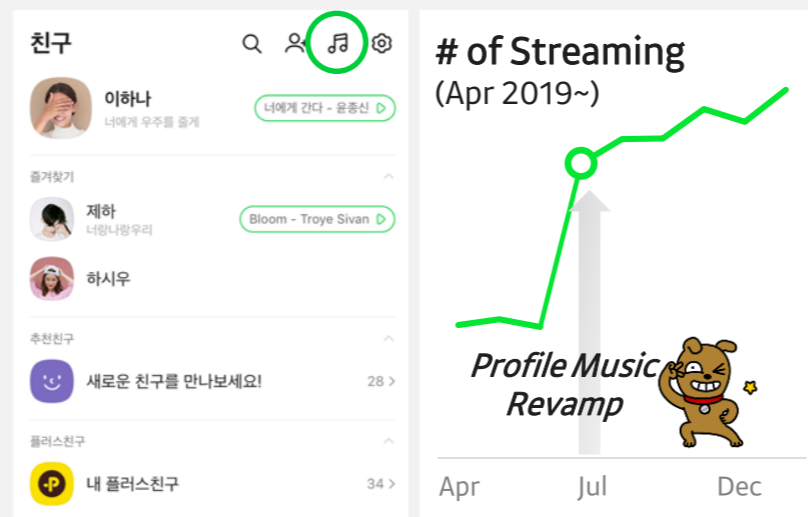 친구
이하나
너에게 우주를 줄게
너에게 간다 - 윤종신
즐겨찾기
제하
너랑나랑우리
Bloom - Troye Sivan
하시우
추천친구
새로운 친구를 만나보세요!
28
플러스친구
P
내 플러스친구
34
# of Streaming
(Apr 2019~)
Profile Music
Revamp
Apr
Jul
Dec